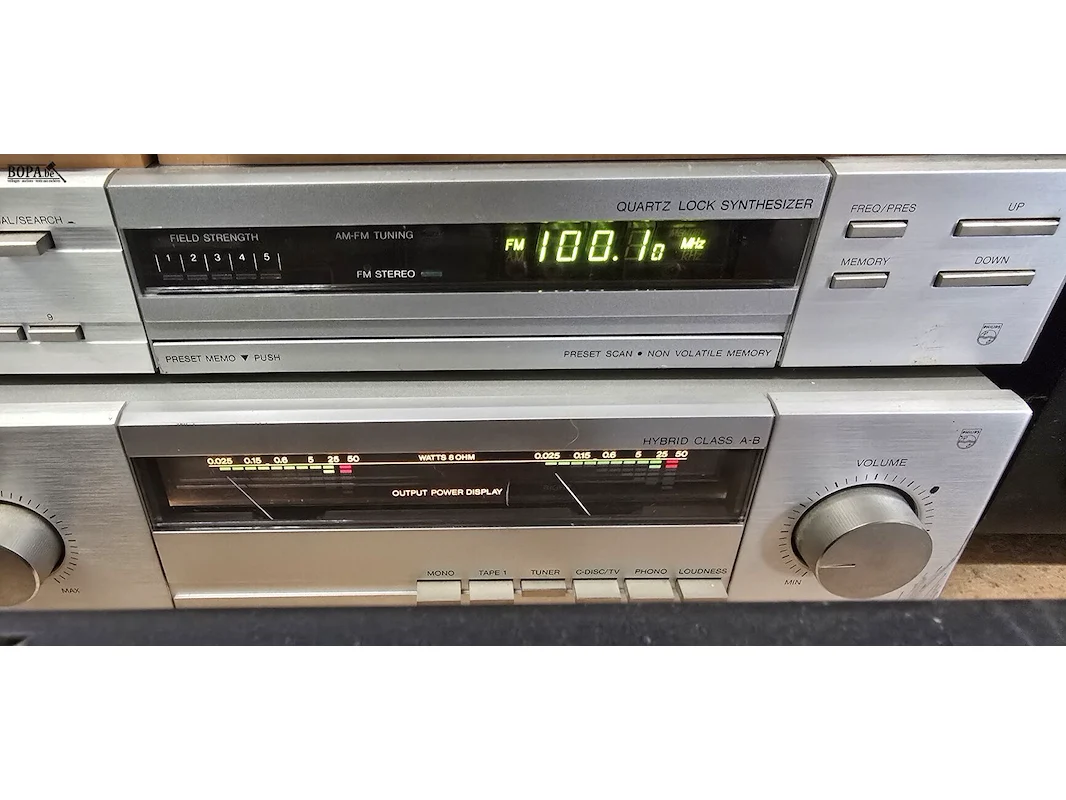 BOPA.be
AL/SEARCH
QUARTZ LOCK SYNTHESIZER
FREQ/PRES UP
FIELD STRENGTH
1 2 3 4 5
AM-FM TUNING
FM STEREO
FM 100.10 MHz
MEMORY DOWN
9
PHILIPS
PRESET MEMO ▼ PUSH
PRESET SCAN • NON VOLATILE MEMORY
HYBRID CLASS A-B
PHILIPS
0.025 0.15 0.6 5 25 50 WATTS 8 OHM 0.025 0.15 0.6 5 25 50
OUTPUT POWER DISPLAY
VOLUME
MIN
MAX
MONO TAPE 1 TUNER C-DISC/TV PHONO LOUDNESS